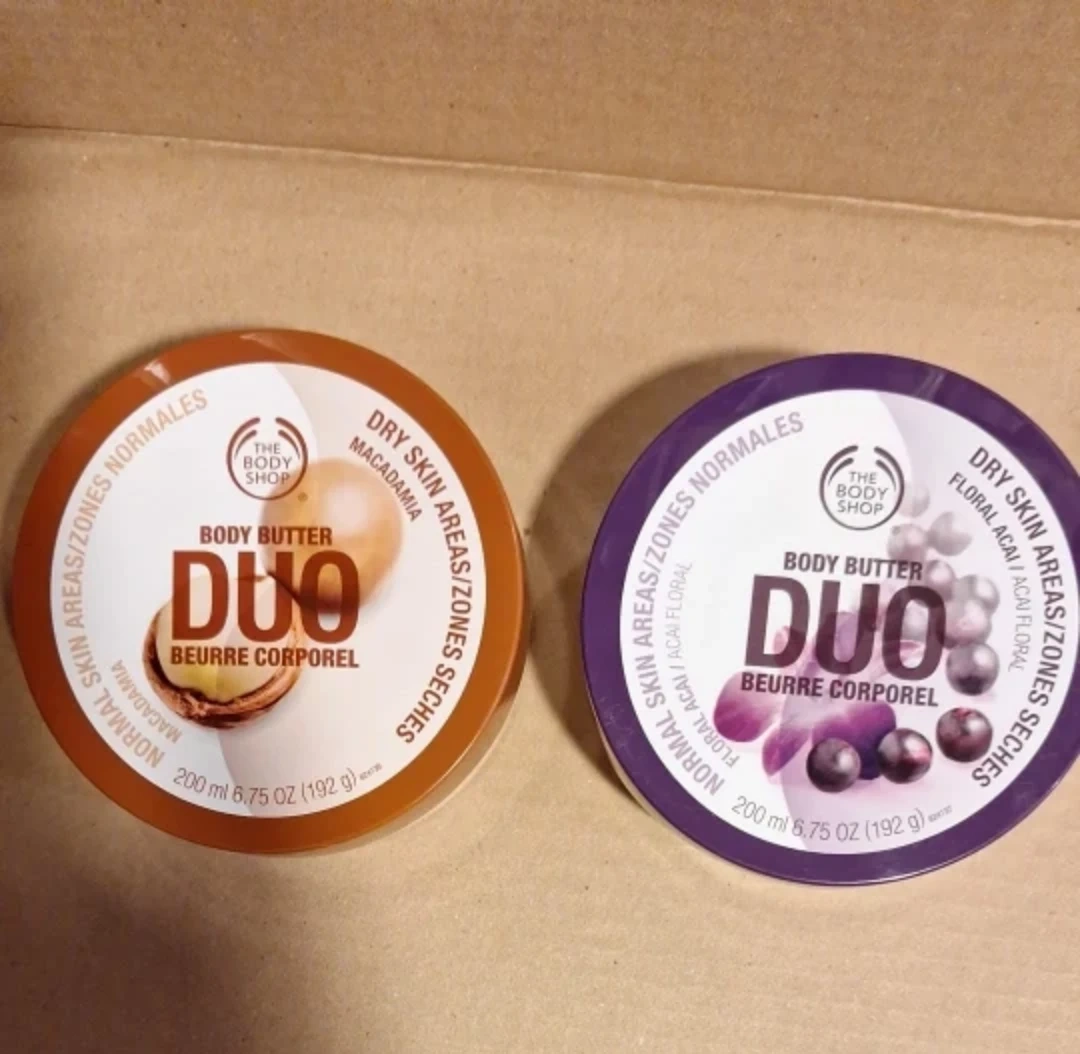 THE
BODY
SHOP
BODY BUTTER
DUO
BEURRE CORPOREL
NORMAL SKIN AREAS/ZONES NORMALES
MACADAMIA
DRY SKIN AREAS/ZONES SECHES
MACADAMIA
200 ml 6.75 OZ (192 g)
THE
BODY
SHOP
BODY BUTTER
DUO
BEURRE CORPOREL
NORMAL SKIN AREAS/ZONES NORMALES
FLORAL ACAI / ACAI FLORAL
DRY SKIN AREAS/ZONES SECHES
FLORAL ACAI / ACAI FLORAL
200 ml 6.75 OZ (192 g)